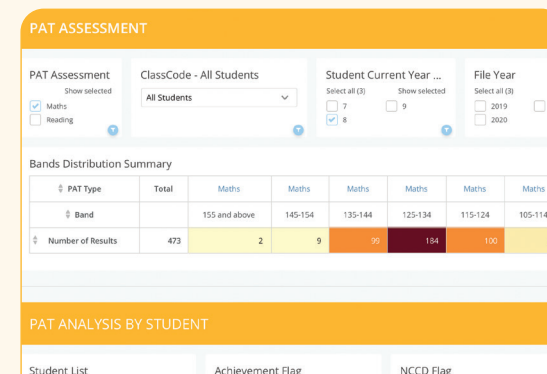 PAT ASSESSMENT
PAT Assessment
Show selected
Maths
Reading
ClassCode - All Students
All Students
Student Current Year ...
Select all (3) Show selected
7 9
8
File Year
Select all (3)
2019
2020
Bands Distribution Summary
PAT Type Total Maths Maths Maths Maths Maths Maths
Band 155 and above 145-154 135-144 125-134 115-124 105-114
Number of Results 473 2 9 95 184 100
PAT ANALYSIS BY STUDENT
Student List Achievement Flag NCCD Flag